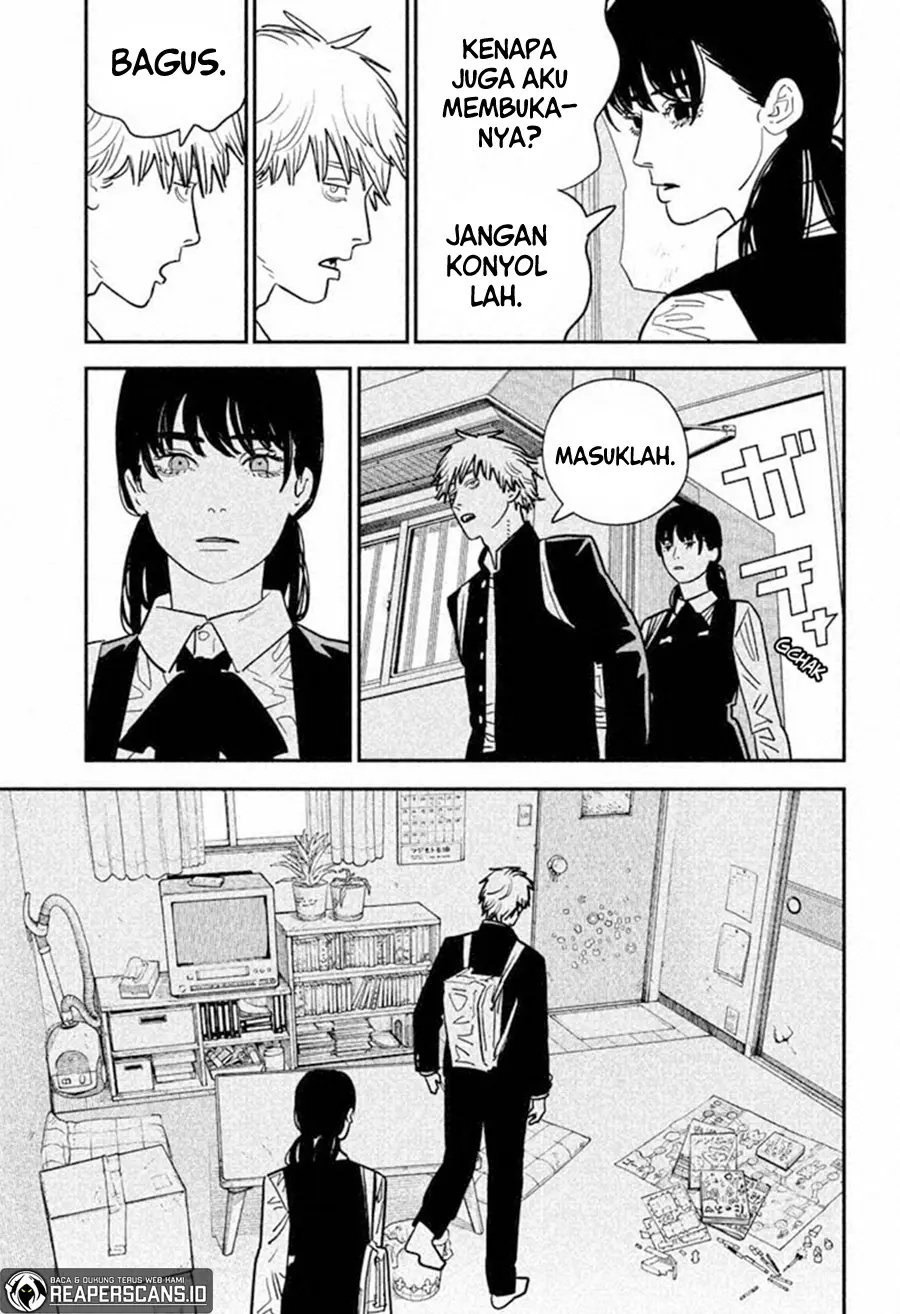 KENAPA
JUGA AKU
MEMBUKA-
NYA?
JANGAN
KONYOL
LAH.
BAGUS.
MASUKLAH.
ガチャ
GCHAK
BACA & DUKUNG TERUS WEB KAMI
REAPERSCANS.ID